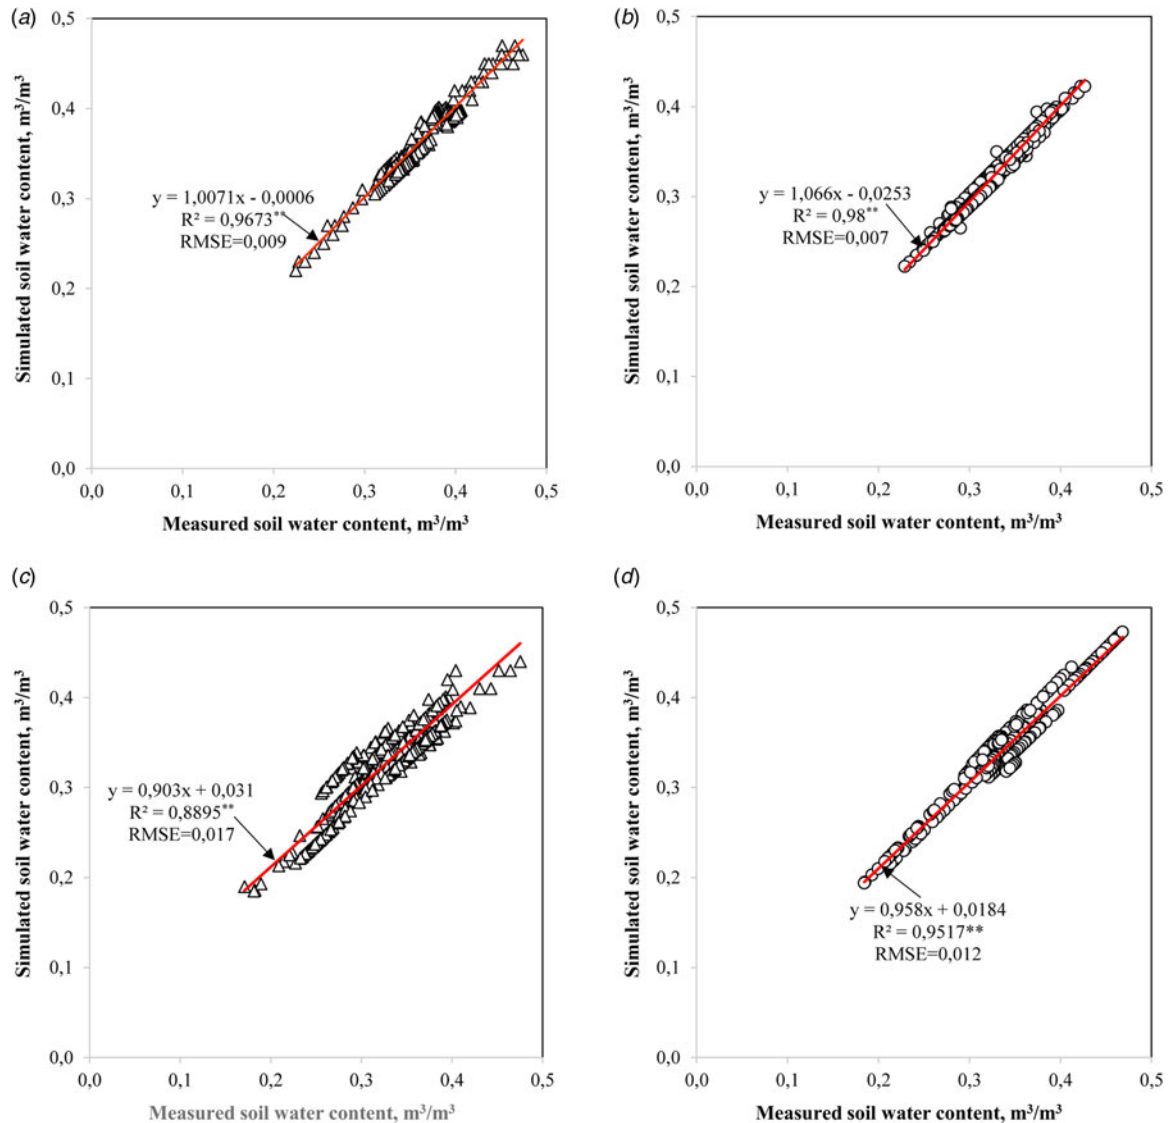 (a)
Simulated soil water content, m³/m³
0,5
0,4
0,3
0,2
0,1
0,0
y = 1,0071x - 0,0006
R² = 0,9673**
RMSE=0,009
0,0 0,1 0,2 0,3 0,4 0,5
Measured soil water content, m³/m³
(b)
Simulated soil water content, m³/m³
0,5
0,4
0,3
0,2
0,1
0,0
y = 1,066x - 0,0253
R² = 0,98**
RMSE=0,007
0,0 0,1 0,2 0,3 0,4 0,5
Measured soil water content, m³/m³
(c)
Simulated soil water content, m³/m³
0,5
0,4
0,3
0,2
0,1
0,0
y = 0,903x + 0,031
R² = 0,8895**
RMSE=0,017
0,0 0,1 0,2 0,3 0,4 0,5
Measured soil water content, m³/m³
(d)
Simulated soil water content, m³/m³
0,5
0,4
0,3
0,2
0,1
0,0
y = 0,958x + 0,0184
R² = 0,9517**
RMSE=0,012
0,0 0,1 0,2 0,3 0,4 0,5
Measured soil water content, m³/m³